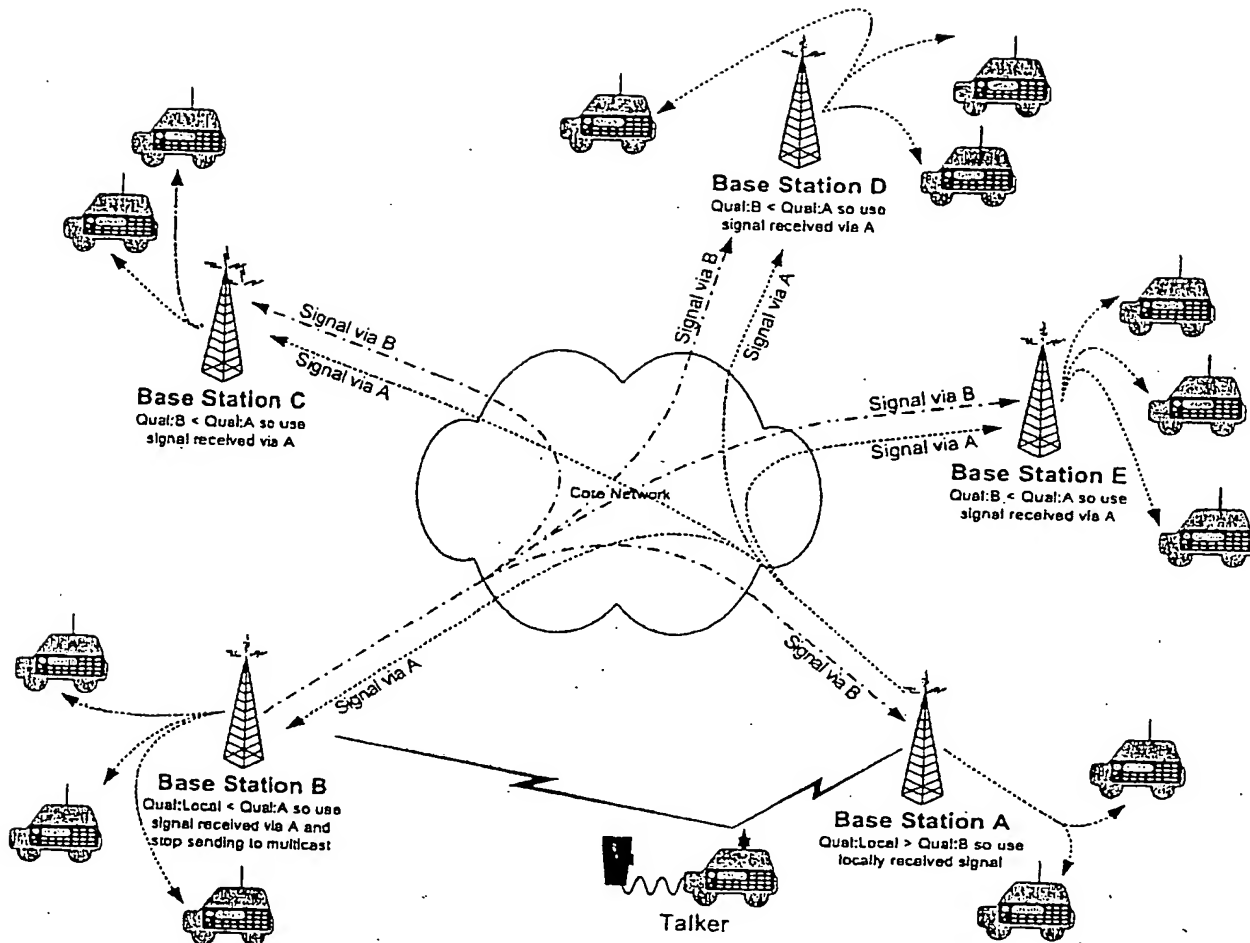 Base Station D
Qual:B < Qual:A so use
signal received via A
Signal via B
Signal via A
Signal via B
Signal via A
Base Station C
Qual:B < Qual:A so use
signal received via A
Signal via B
Signal via A
Base Station E
Qual:B < Qual:A so use
signal received via A
Core Network
Signal via A
Signal via B
Base Station B
Qual:Local < Qual:A so use
signal received via A and
stop sending to multicast
Base Station A
Qual:Local > Qual:B so use
locally received signal
Talker